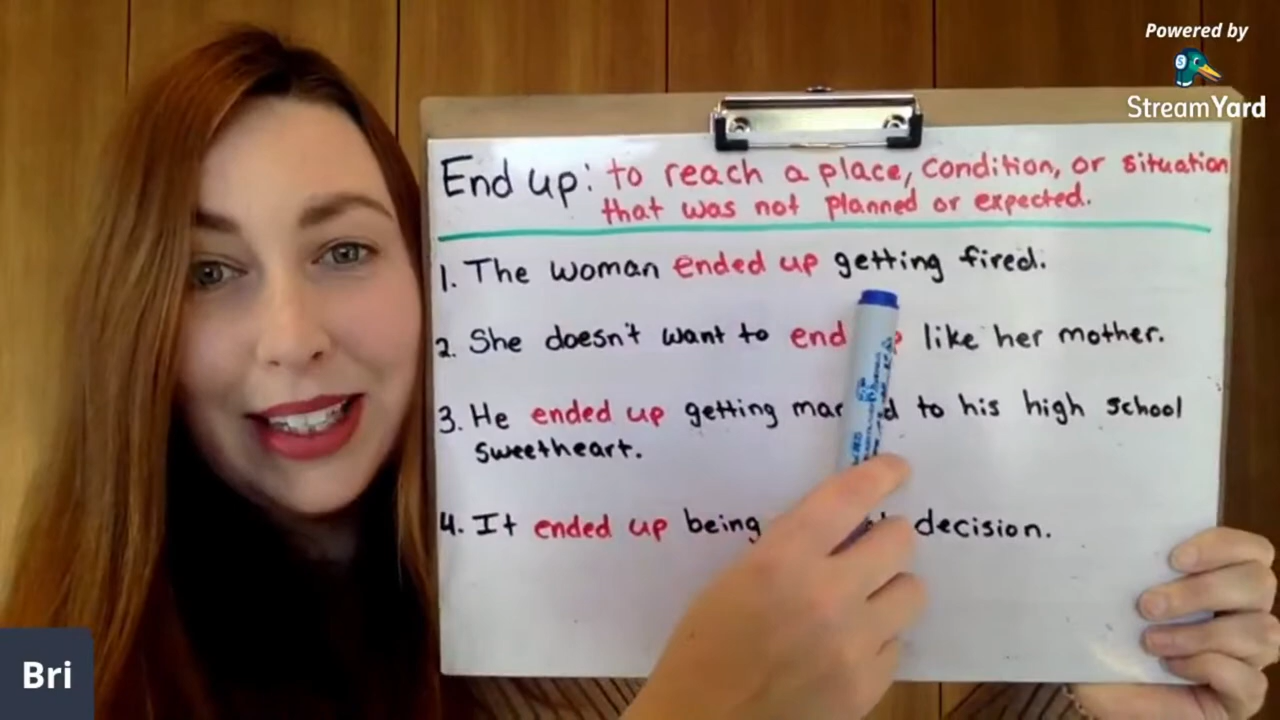 Powered by
StreamYard
End up: to reach a place, condition, or situation
that was not planned or expected.
1. The woman ended up getting fired.
2. She doesn't want to end like her mother.
3. He ended up getting to his high school
sweetheart.
4. It ended up being decision.
Bri